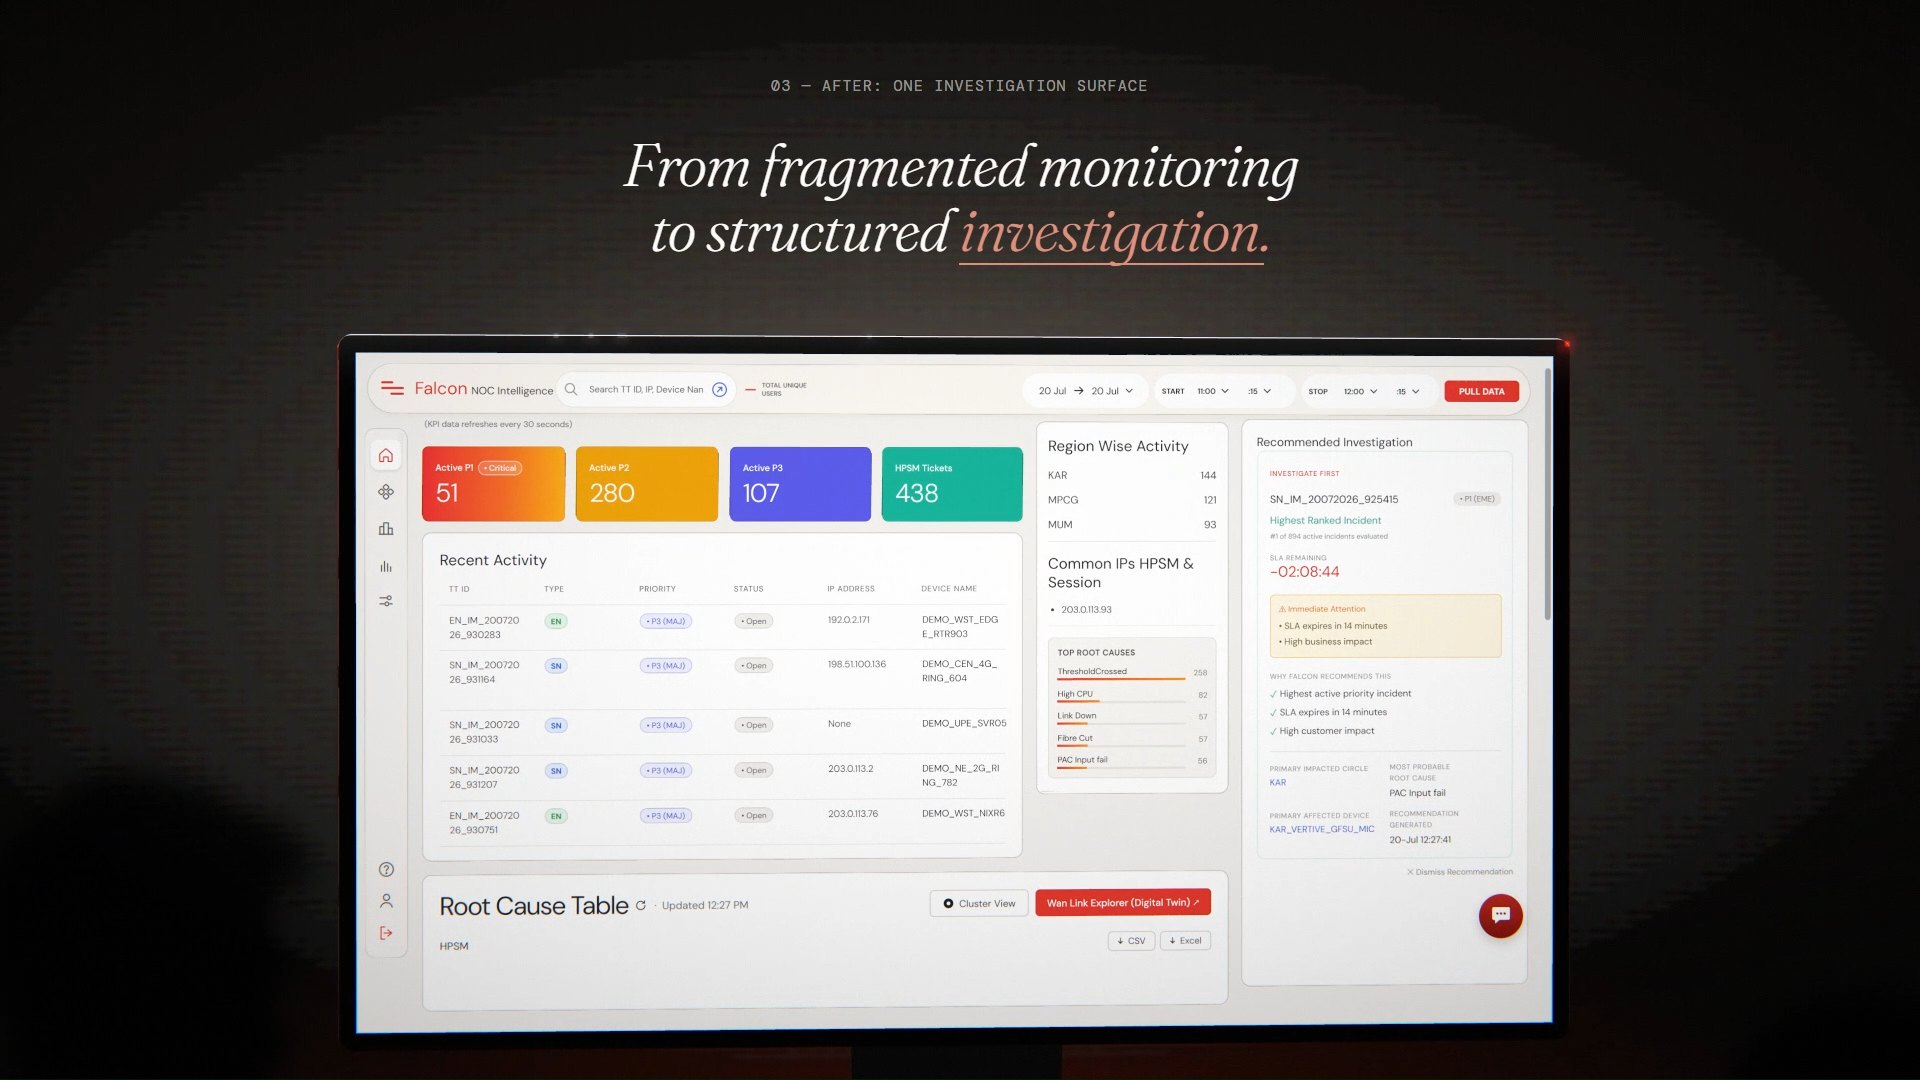 03 — AFTER: ONE INVESTIGATION SURFACE
From fragmented monitoring
to structured investigation.
Falcon NOC Intelligence
Search TT ID, IP, Device Nan
TOTAL UNIQUE
USERS
20 Jul → 20 Jul
START 11:00 :15
STOP 12:00 :15
PULL DATA
(KPI data refreshes every 30 seconds)
Active P1 • Critical
51
Active P2
280
Active P3
107
HPSM Tickets
438
Recent Activity
TT ID TYPE PRIORITY STATUS IP ADDRESS DEVICE NAME
EN_IM_200720 EN • P3 (MAJ) • Open 192.0.2.171 DEMO_WST_EDG
26_930283 E_RTR903
SN_IM_200720 SN • P3 (MAJ) • Open 198.51.100.136 DEMO_CEN_4G_
26_931164 RING_604
SN_IM_200720 SN • P3 (MAJ) • Open None DEMO_UPE_SVR05
26_931033
SN_IM_200720 SN • P3 (MAJ) • Open 203.0.113.2 DEMO_NE_2G_RI
26_931207 NG_782
EN_IM_200720 EN • P3 (MAJ) • Open 203.0.113.76 DEMO_WST_NIXR6
26_930751
Region Wise Activity
KAR 144
MPCG 121
MUM 93
Common IPs HPSM &
Session
• 203.0.113.93
TOP ROOT CAUSES
ThresholdCrossed 258
High CPU 82
Link Down 57
Fibre Cut 57
PAC Input fail 56
Recommended Investigation
INVESTIGATE FIRST
SN_IM_20072026_925415 • P1 (EME)
Highest Ranked Incident
#1 of 894 active incidents evaluated
SLA REMAINING
-02:08:44
⚠ Immediate Attention
• SLA expires in 14 minutes
• High business impact
WHY FALCON RECOMMENDS THIS
✓ Highest active priority incident
✓ SLA expires in 14 minutes
✓ High customer impact
PRIMARY IMPACTED CIRCLE
KAR
MOST PROBABLE
ROOT CAUSE
PAC Input fail
PRIMARY AFFECTED DEVICE
KAR_VERTIVE_GFSU_MIC
RECOMMENDATION
GENERATED
20-Jul 12:27:41
✕ Dismiss Recommendation
Root Cause Table · Updated 12:27 PM
Cluster View
Wan Link Explorer (Digital Twin) ↗
HPSM
↓ CSV
↓ Excel